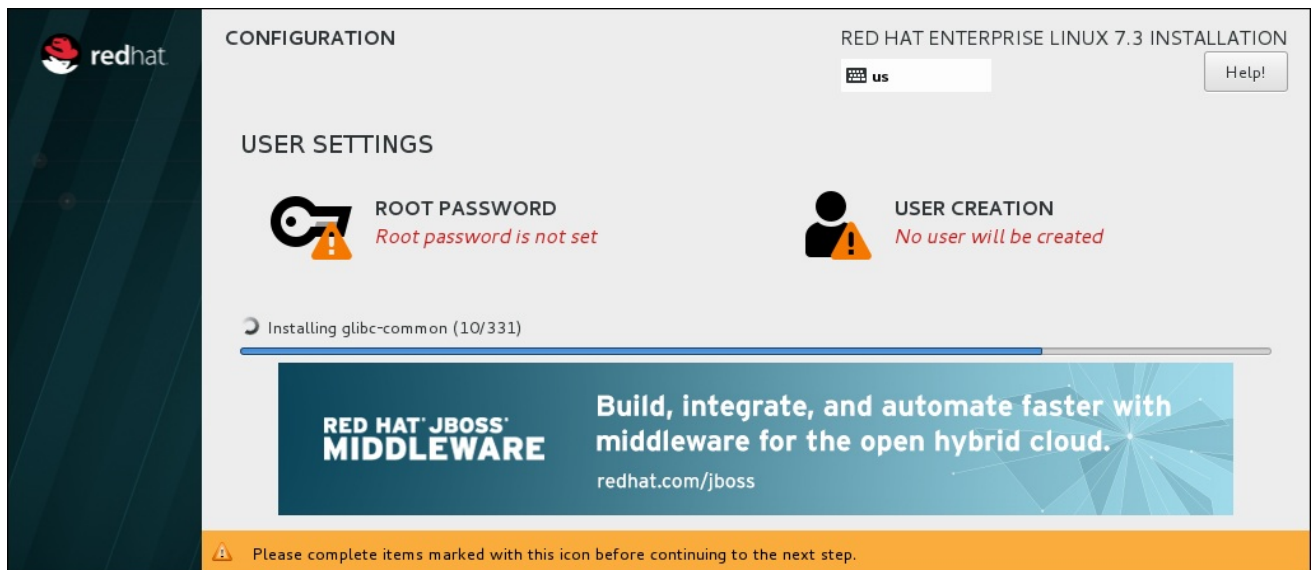 redhat
CONFIGURATION
RED HAT ENTERPRISE LINUX 7.3 INSTALLATION
us
Help!
USER SETTINGS
ROOT PASSWORD
Root password is not set
USER CREATION
No user will be created
Installing glibc-common (10/331)
RED HAT JBOSS
MIDDLEWARE
Build, integrate, and automate faster with
middleware for the open hybrid cloud.
redhat.com/jboss
Please complete items marked with this icon before continuing to the next step.